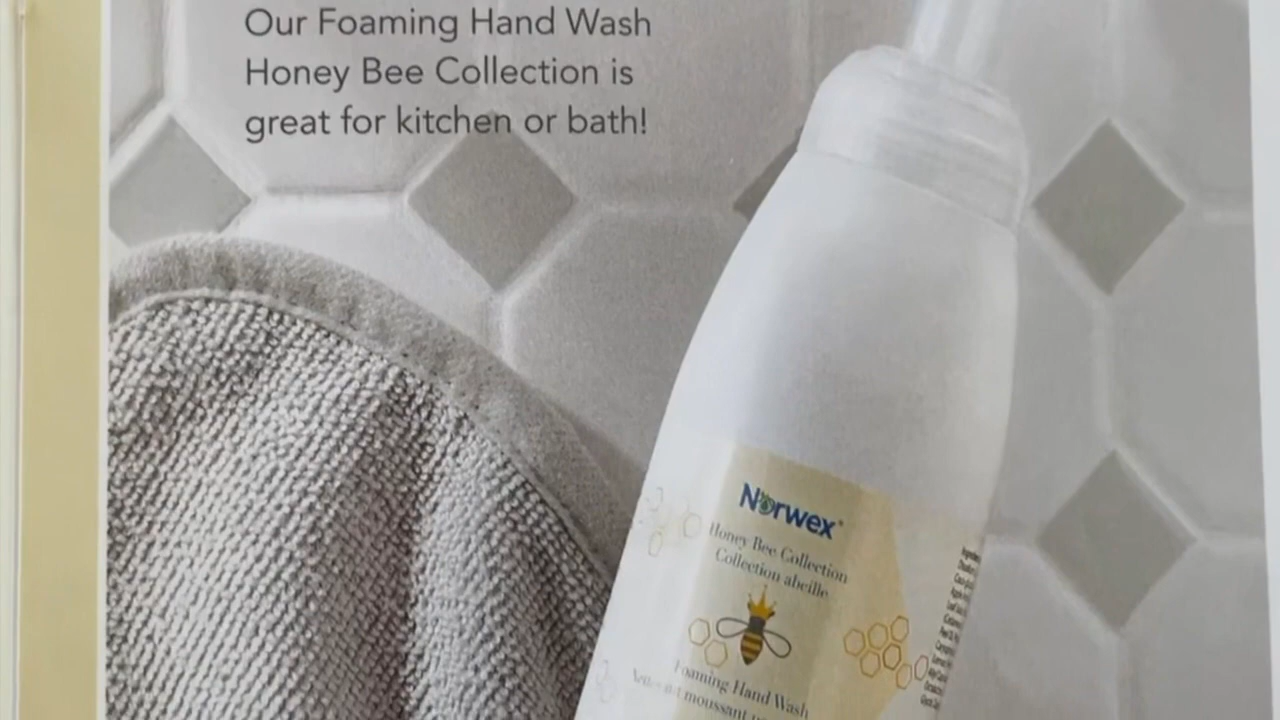 Our Foaming Hand Wash
Honey Bee Collection is
great for kitchen or bath!
Norwex®
Honey Bee Collection
Collection abeille
Foaming Hand Wash
moussant